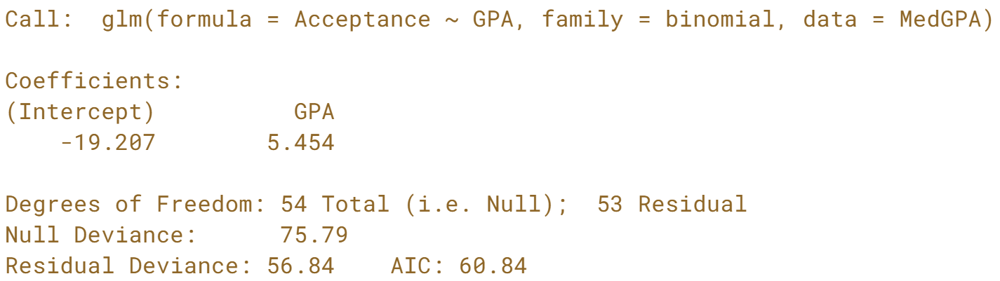 Call:  glm(formula = Acceptance ~ GPA, family = binomial, data = MedGPA)
Coefficients:
(Intercept)          GPA
    -19.207        5.454
Degrees of Freedom: 54 Total (i.e. Null);  53 Residual
Null Deviance:      75.79
Residual Deviance: 56.84    AIC: 60.84